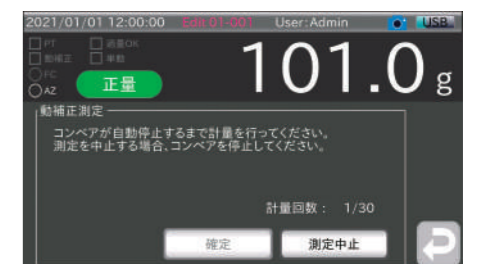 2021/01/01 12:00:00 Edit:01-001 User:Admin USB
PT 過量OK
動補正 単動
FC
AZ 正量 101.0 g
動補正測定
コンベアが自動停止するまで計量を行ってください。
測定を中止する場合、コンベアを停止してください。
計量回数： 1/30
確定 測定中止